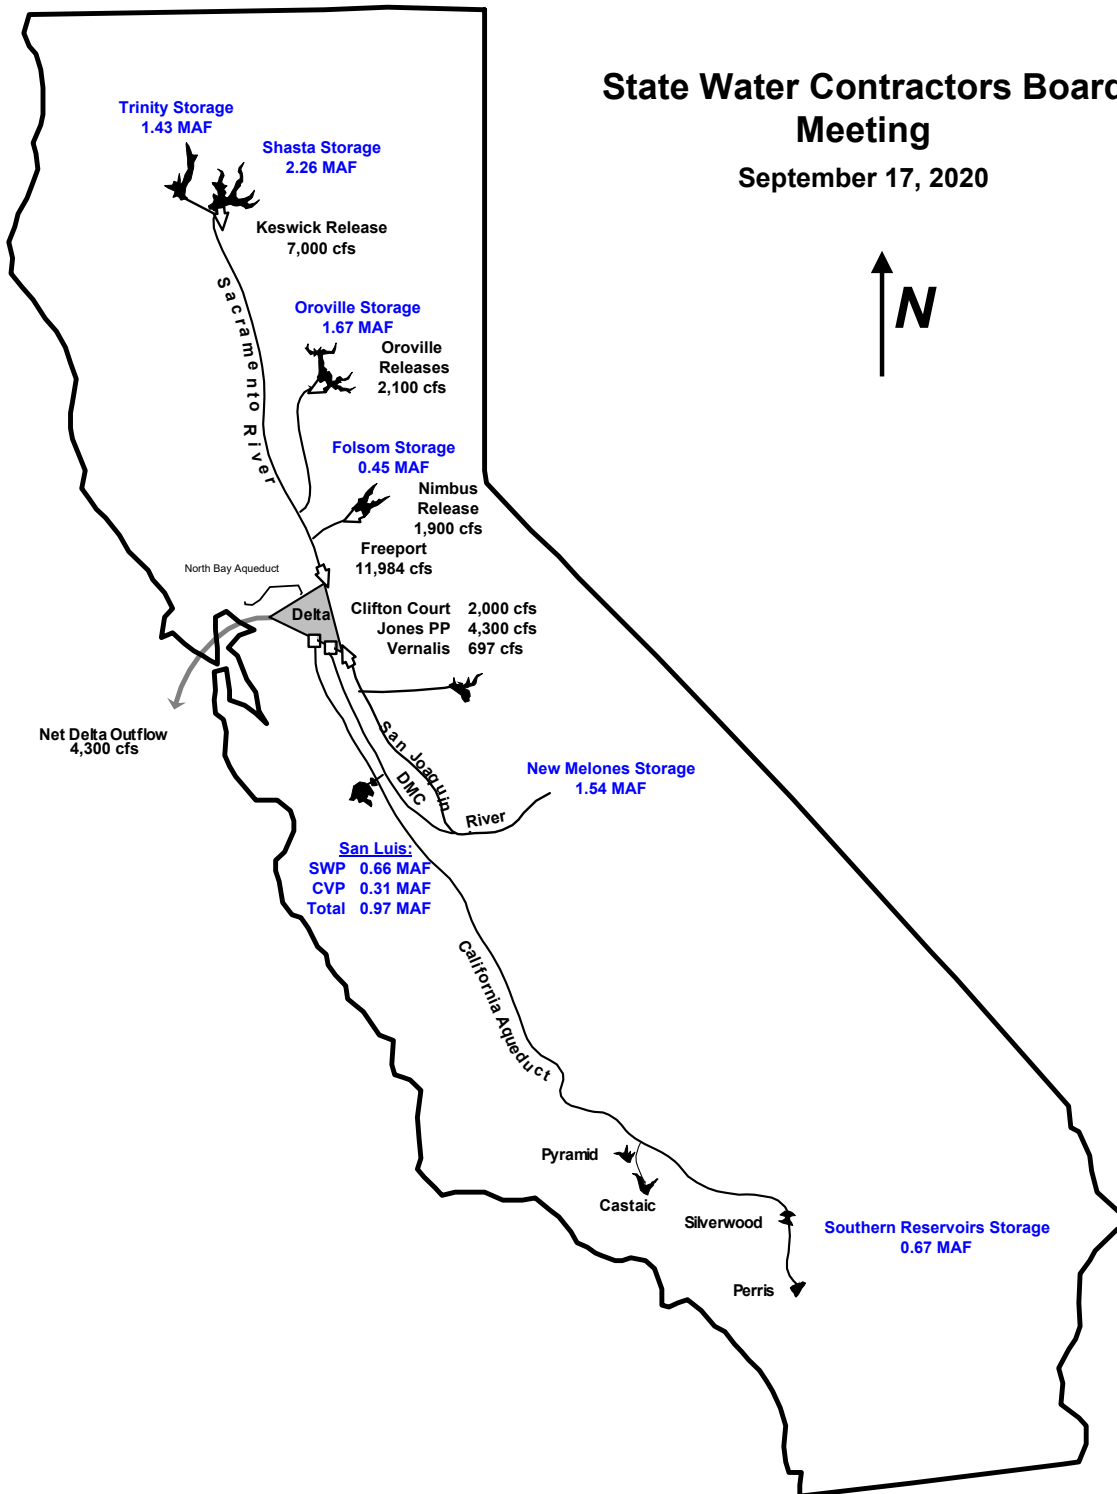 State Water Contractors Board
Meeting
September 17, 2020
N
Trinity Storage
1.43 MAF
Shasta Storage
2.26 MAF
Keswick Release
7,000 cfs
Sacramento River
Oroville Storage
1.67 MAF
Oroville
Releases
2,100 cfs
Folsom Storage
0.45 MAF
Nimbus
Release
1,900 cfs
Freeport
11,984 cfs
North Bay Aqueduct
Delta
Clifton Court 2,000 cfs
Jones PP 4,300 cfs
Vernalis 697 cfs
Net Delta Outflow
4,300 cfs
San Joaquin
River
DMC
New Melones Storage
1.54 MAF
San Luis:
SWP 0.66 MAF
CVP 0.31 MAF
Total 0.97 MAF
California Aqueduct
Pyramid
Castaic
Silverwood
Southern Reservoirs Storage
0.67 MAF
Perris